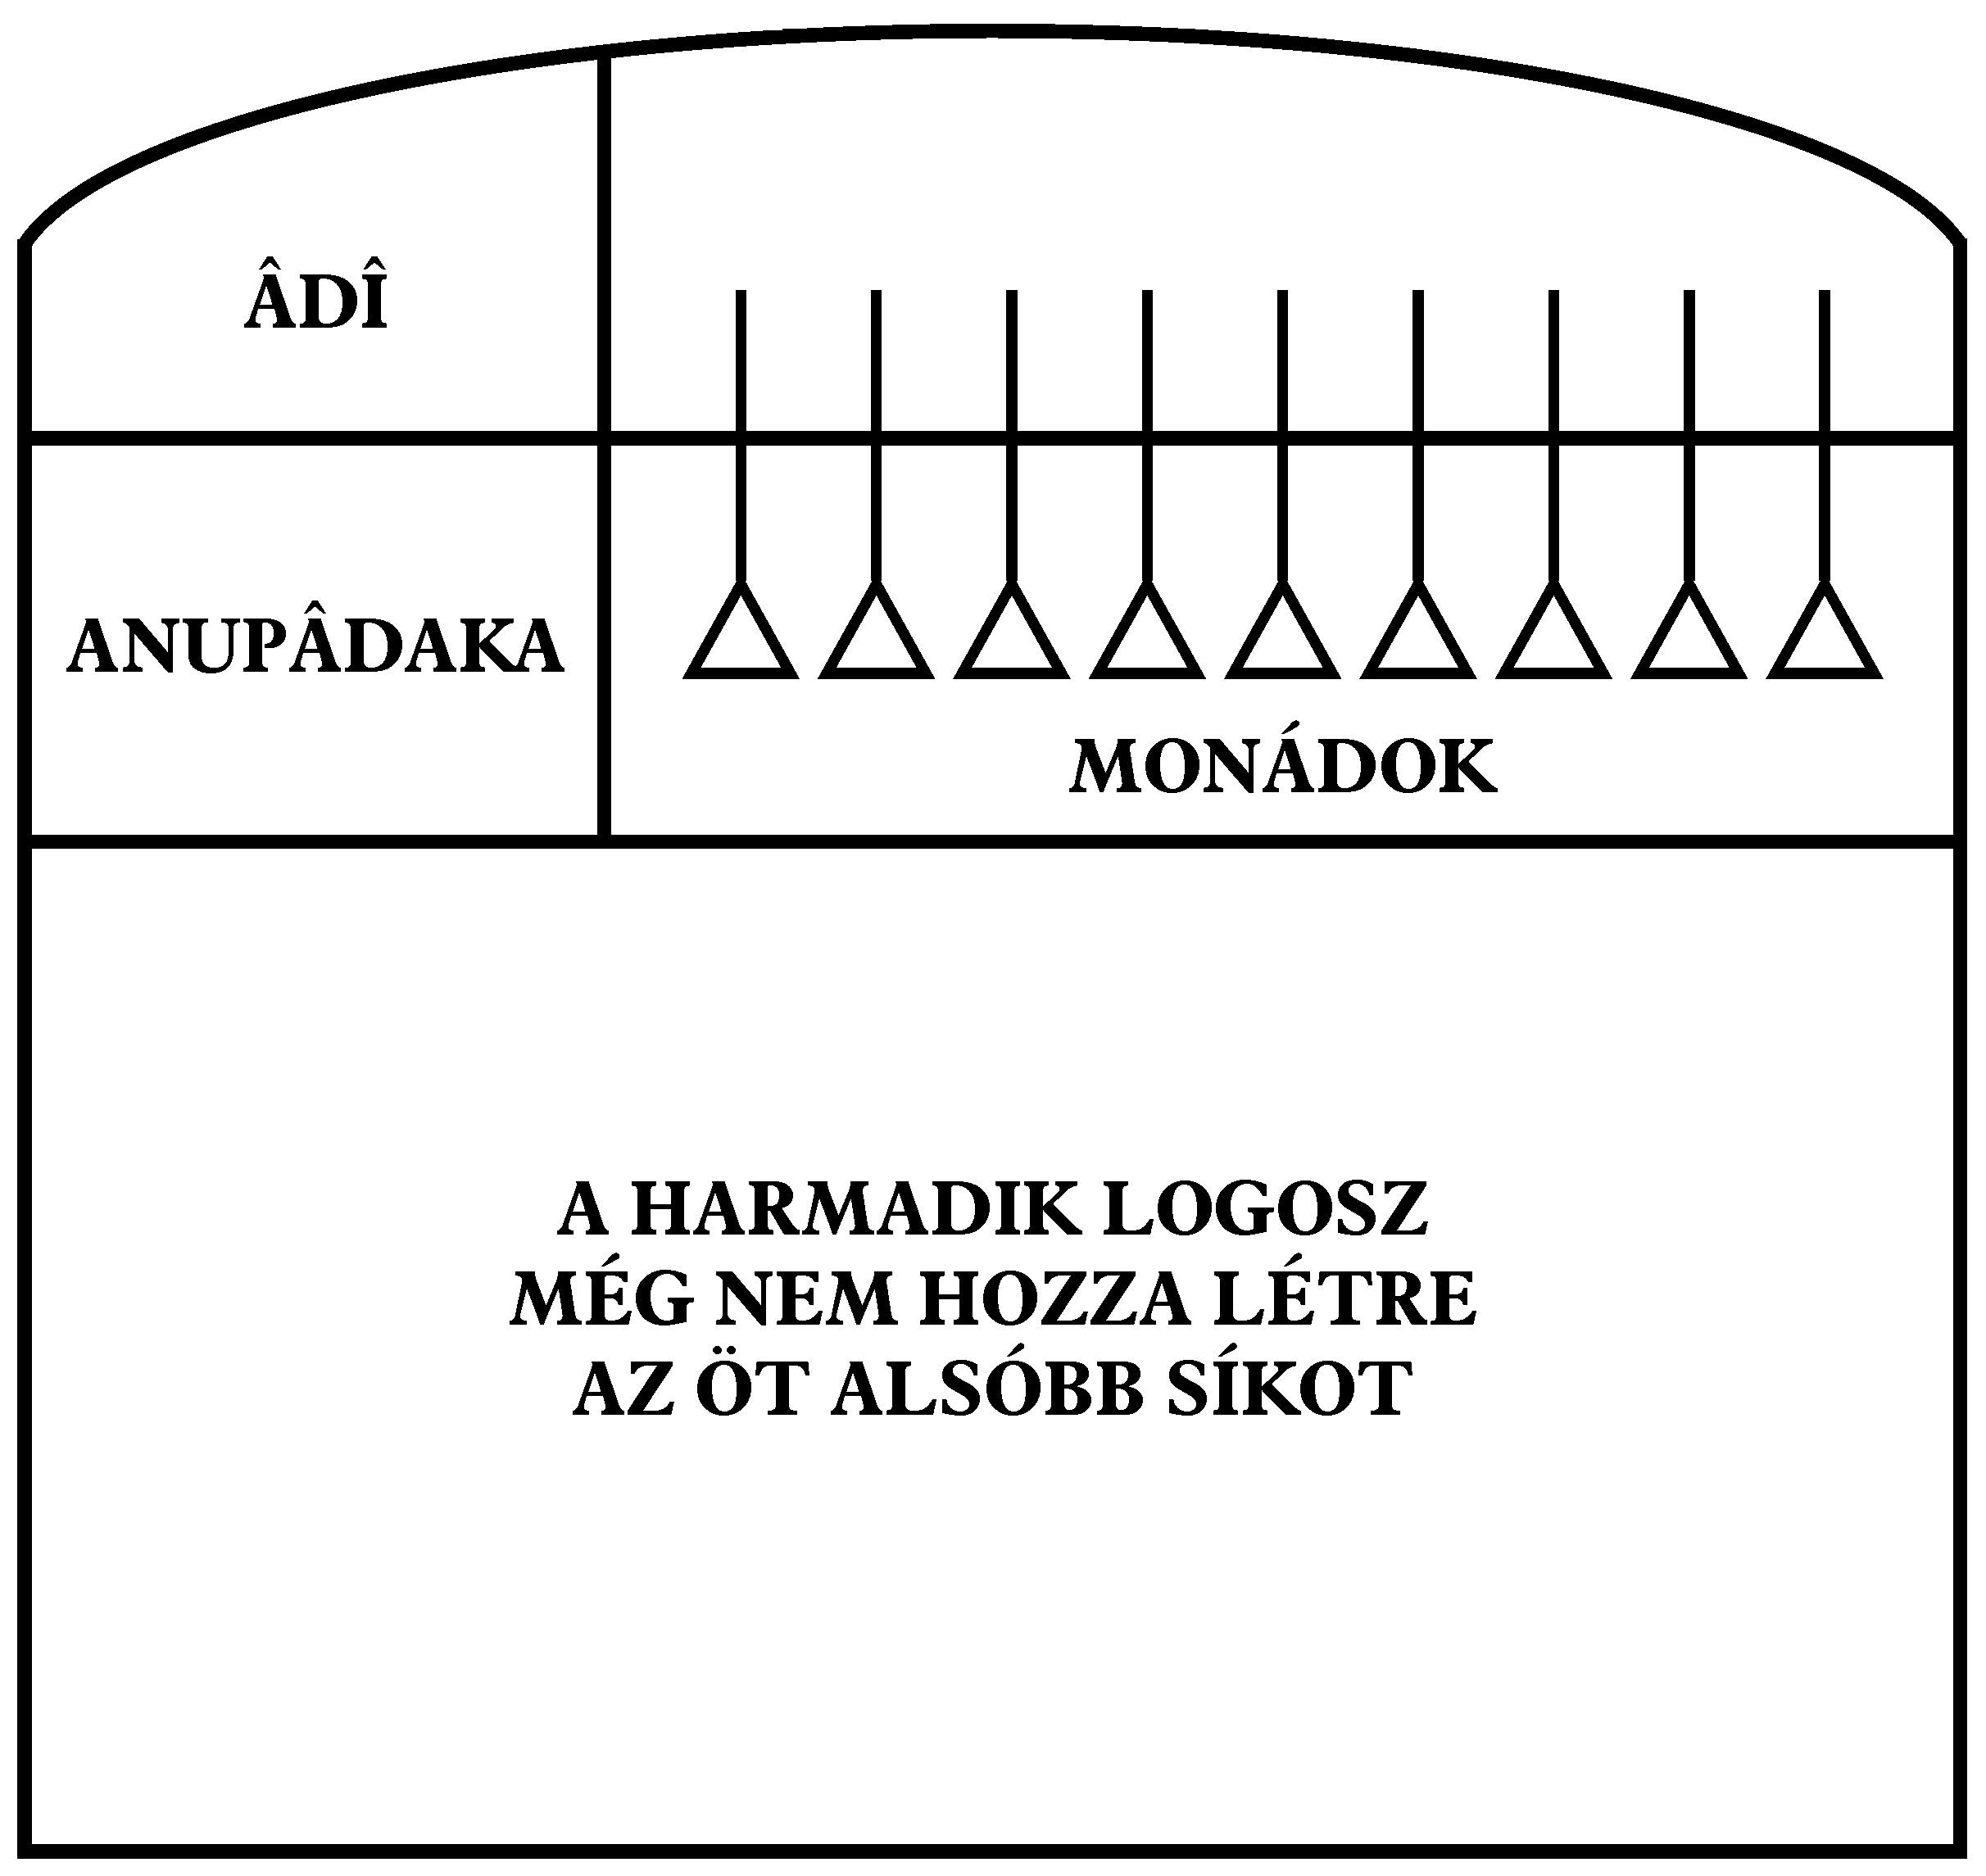 ÂDÎ
ANUPÂDAKA
MONÁDOK
A HARMADIK LOGOSZ
MÉG NEM HOZZA LÉTRE
AZ ÖT ALSÓBB SÍKOT